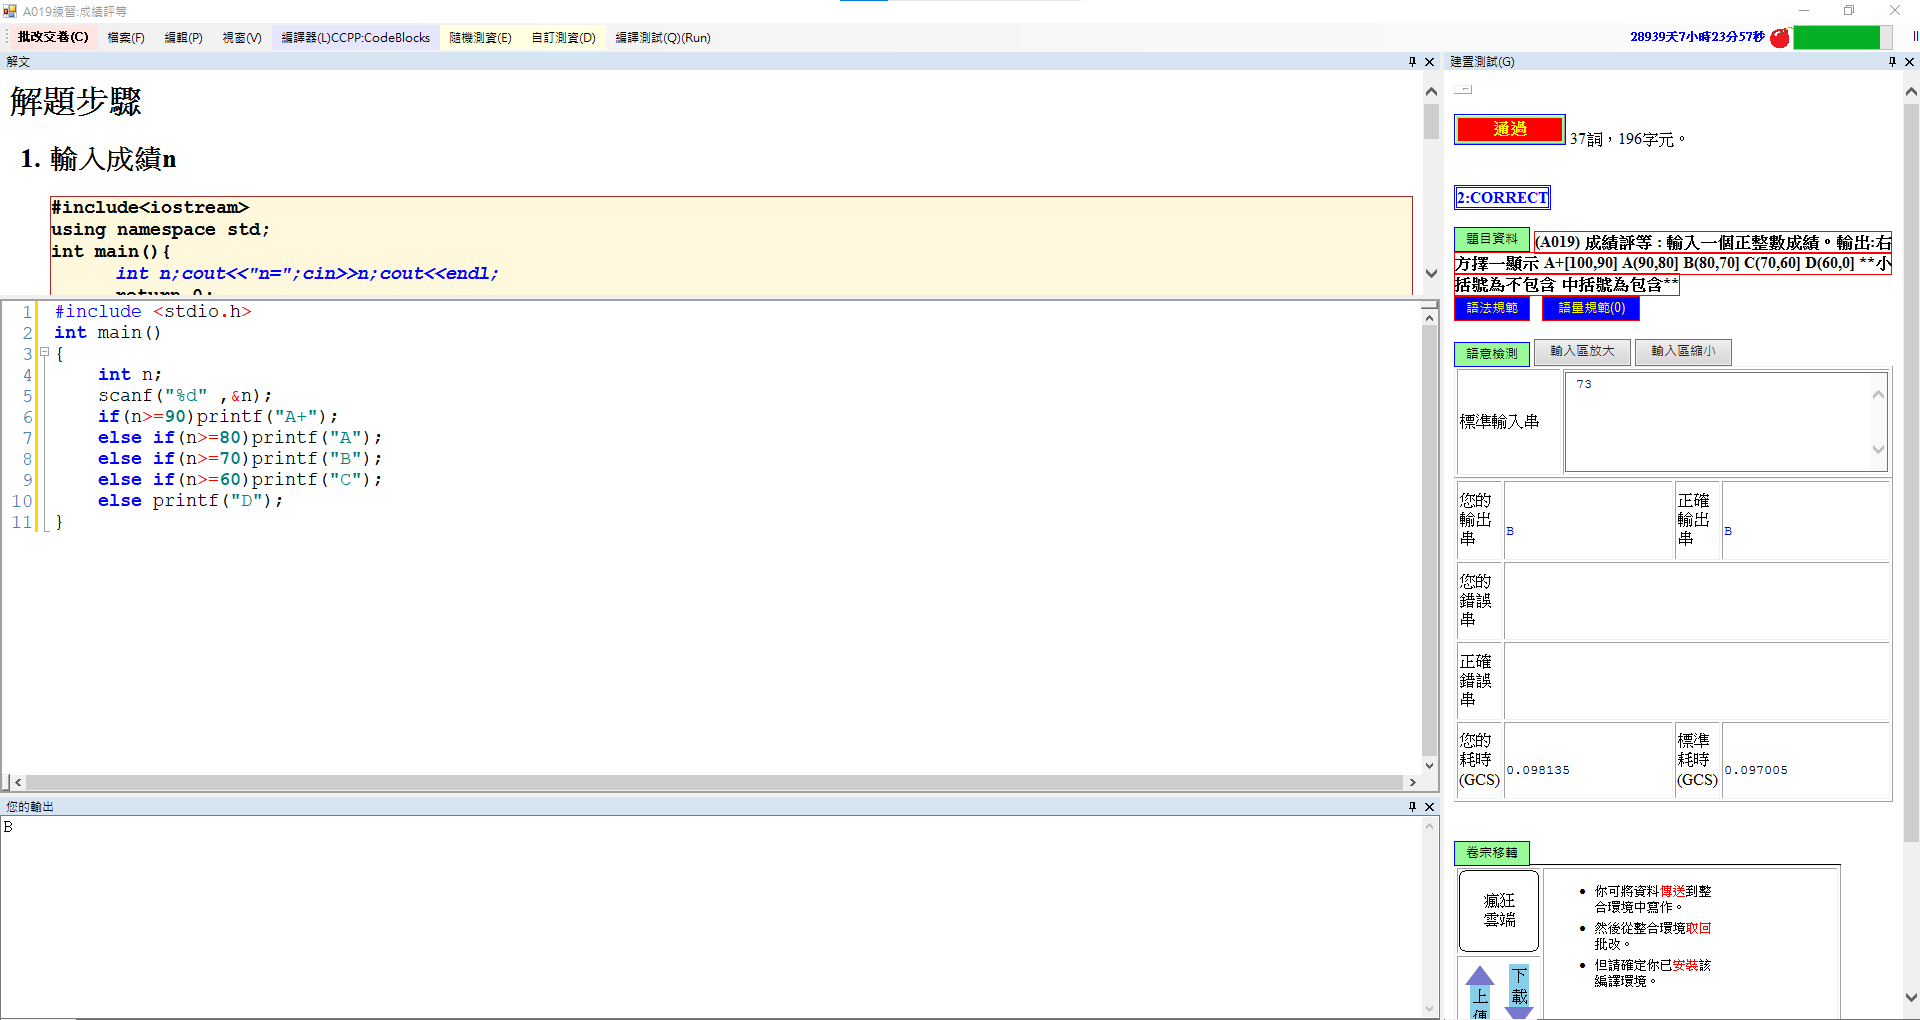 A019練習:成績評等
批改交卷(C) 檔案(F) 編輯(P) 視窗(V) 編譯器(L)CCPP:CodeBlocks 隨機測資(E) 自訂測資(D) 編譯測試(Q)(Run) 28939天7小時23分57秒
解文
解題步驟
1. 輸入成績n
#include<iostream>
using namespace std;
int main(){
int n;cout<<"n=";cin>>n;cout<<endl;
return 0;
1 #include <stdio.h>
2 int main()
3 {
4 int n;
5 scanf("%d" ,&n);
6 if(n>=90)printf("A+");
7 else if(n>=80)printf("A");
8 else if(n>=70)printf("B");
9 else if(n>=60)printf("C");
10 else printf("D");
11 }
您的輸出
B
建置測試(G)
通過 37詞，196字元。
2:CORRECT
題目資料 (A019) 成績評等 : 輸入一個正整數成績。輸出:右
方擇一顯示 A+[100,90] A(90,80] B(80,70] C(70,60] D(60,0] **小
括號為不包含 中括號為包含**
語法規範 語量規範(0)
語意檢測 輸入區放大 輸入區縮小
標準輸入串 73
您的
輸出
串
B
正確
輸出
串
B
您的
錯誤
串
正確
錯誤
串
您的
耗時
(GCS)
0.098135
標準
耗時
(GCS)
0.097005
卷宗移轉
瘋狂
雲端
上傳
下載
• 你可將資料傳送到整
合環境中寫作。
• 然後從整合環境取回
批改。
• 但請確定你已安裝該
編譯環境。